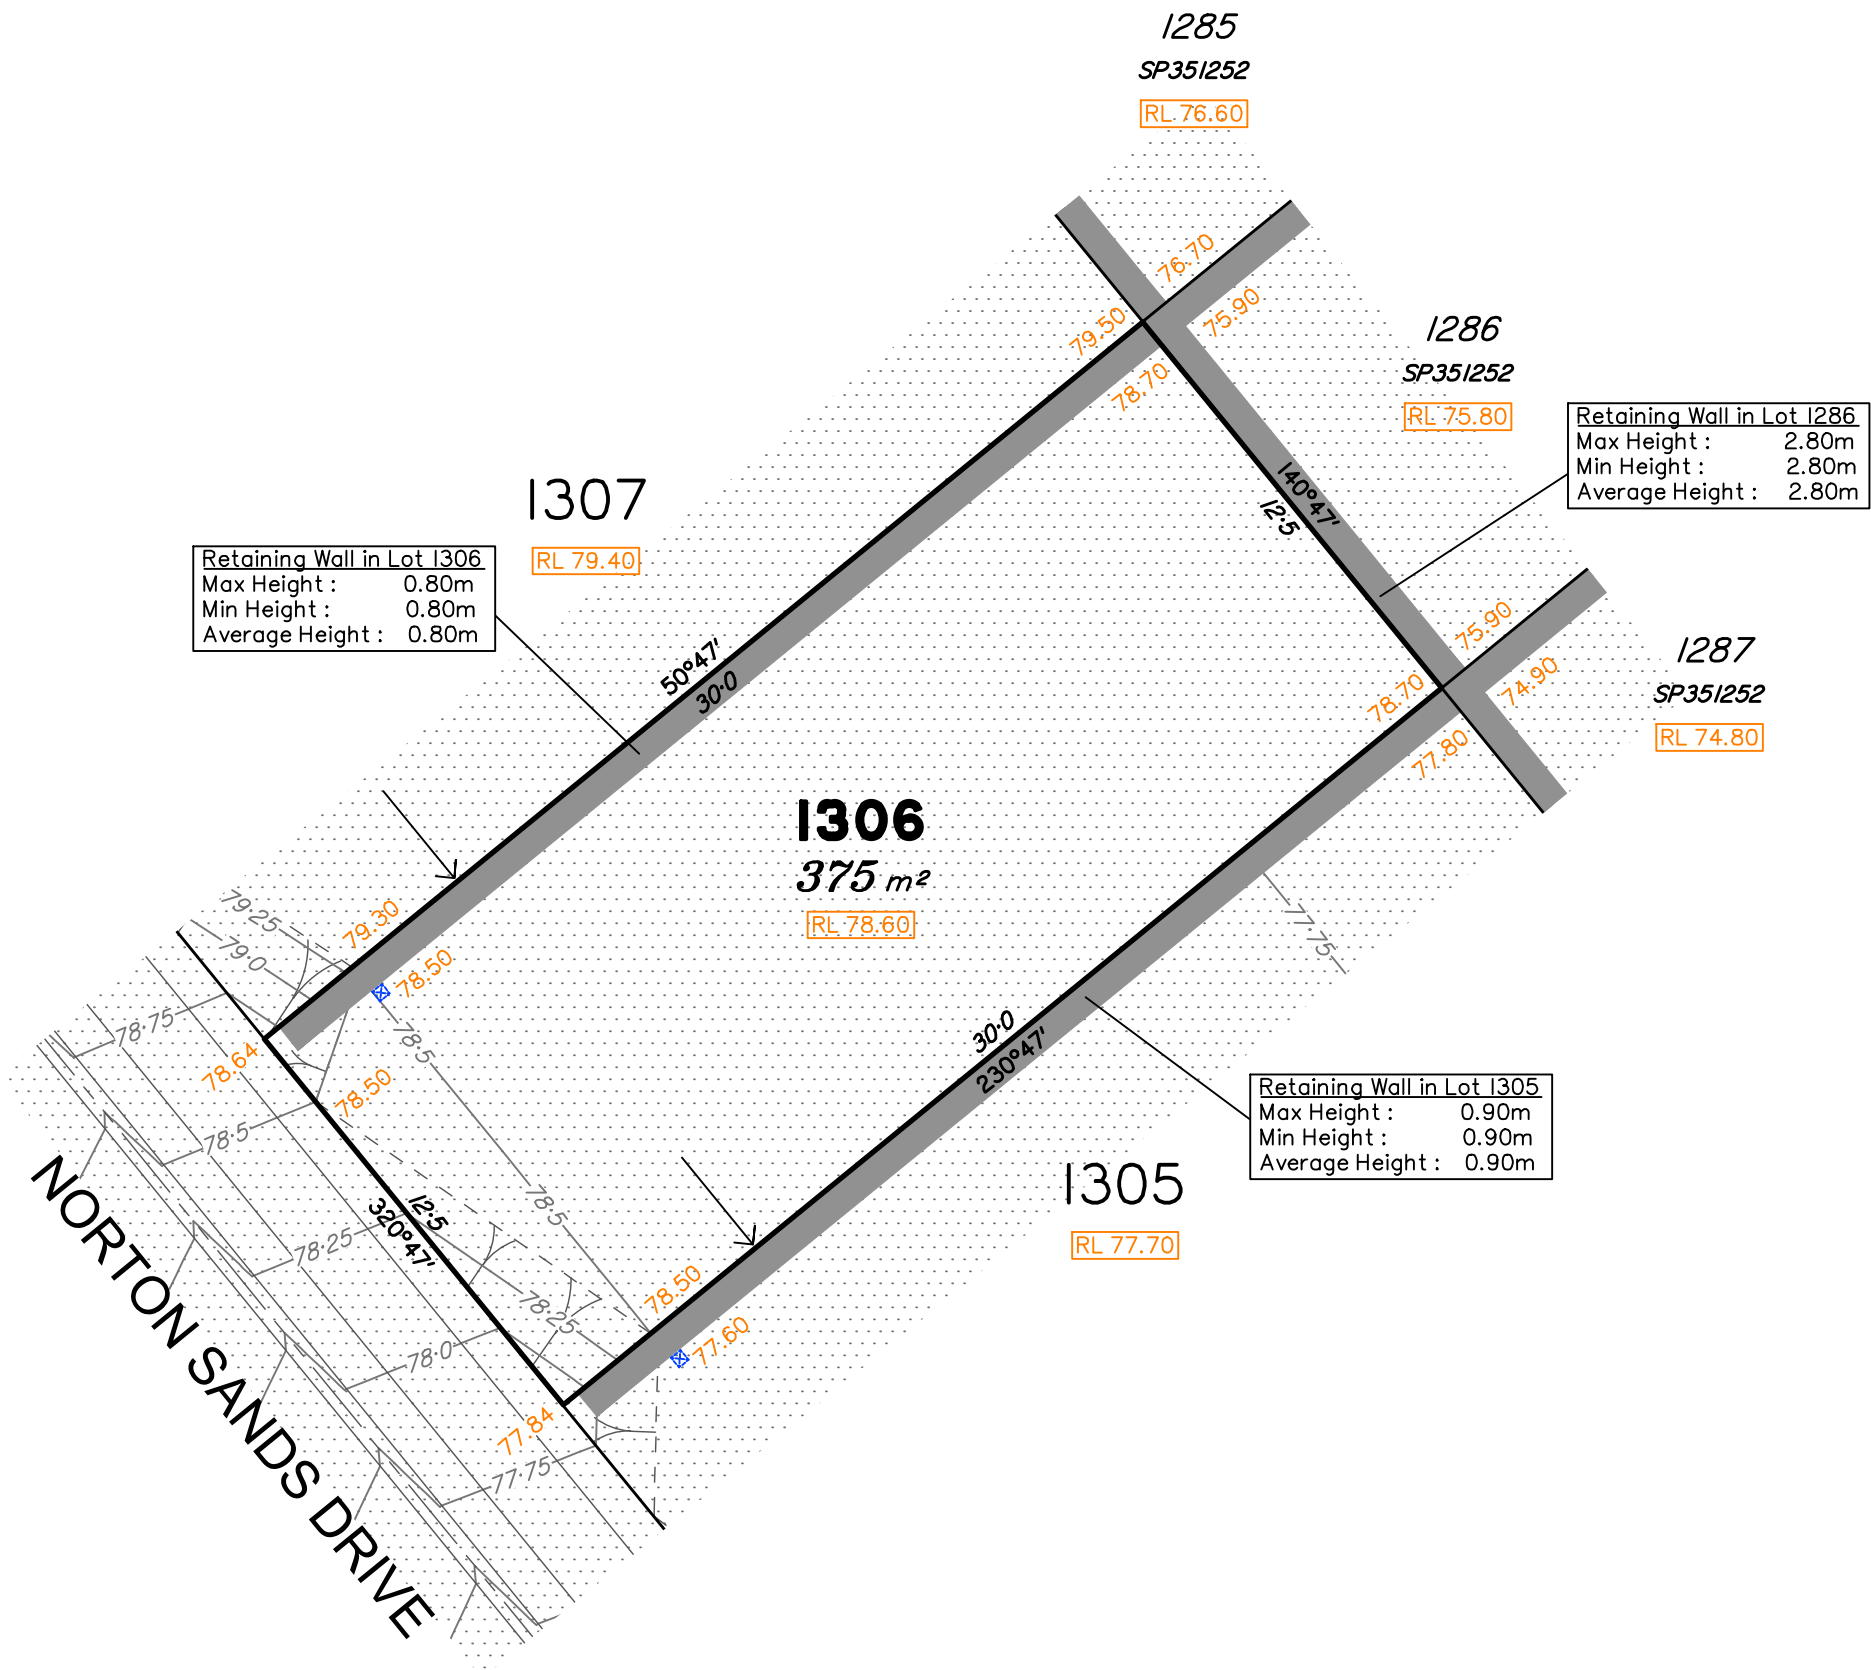 1285
SP351252
RL 76.60
76.70
75.90
79.50
78.70
1286
SP351252
RL 75.80
Retaining Wall in Lot 1286
Max Height : 2.80m
Min Height : 2.80m
Average Height : 2.80m
140°47'
12·5
1307
RL 79.40
Retaining Wall in Lot 1306
Max Height : 0.80m
Min Height : 0.80m
Average Height : 0.80m
50°47'
30·0
75.90
74.90
78.70
77.80
1287
SP351252
RL 74.80
1306
375 m²
RL 78.60
79·25
79·0
79.30
78.50
77·75
78·75
78.64
78·5
78.50
78·5
30·0
230°47'
Retaining Wall in Lot 1305
Max Height : 0.90m
Min Height : 0.90m
Average Height : 0.90m
1305
RL 77.70
12·5
320°47'
78·5
78·25
78·25
78.50
77.60
78·0
77.84
77·75
NORTON SANDS DRIVE